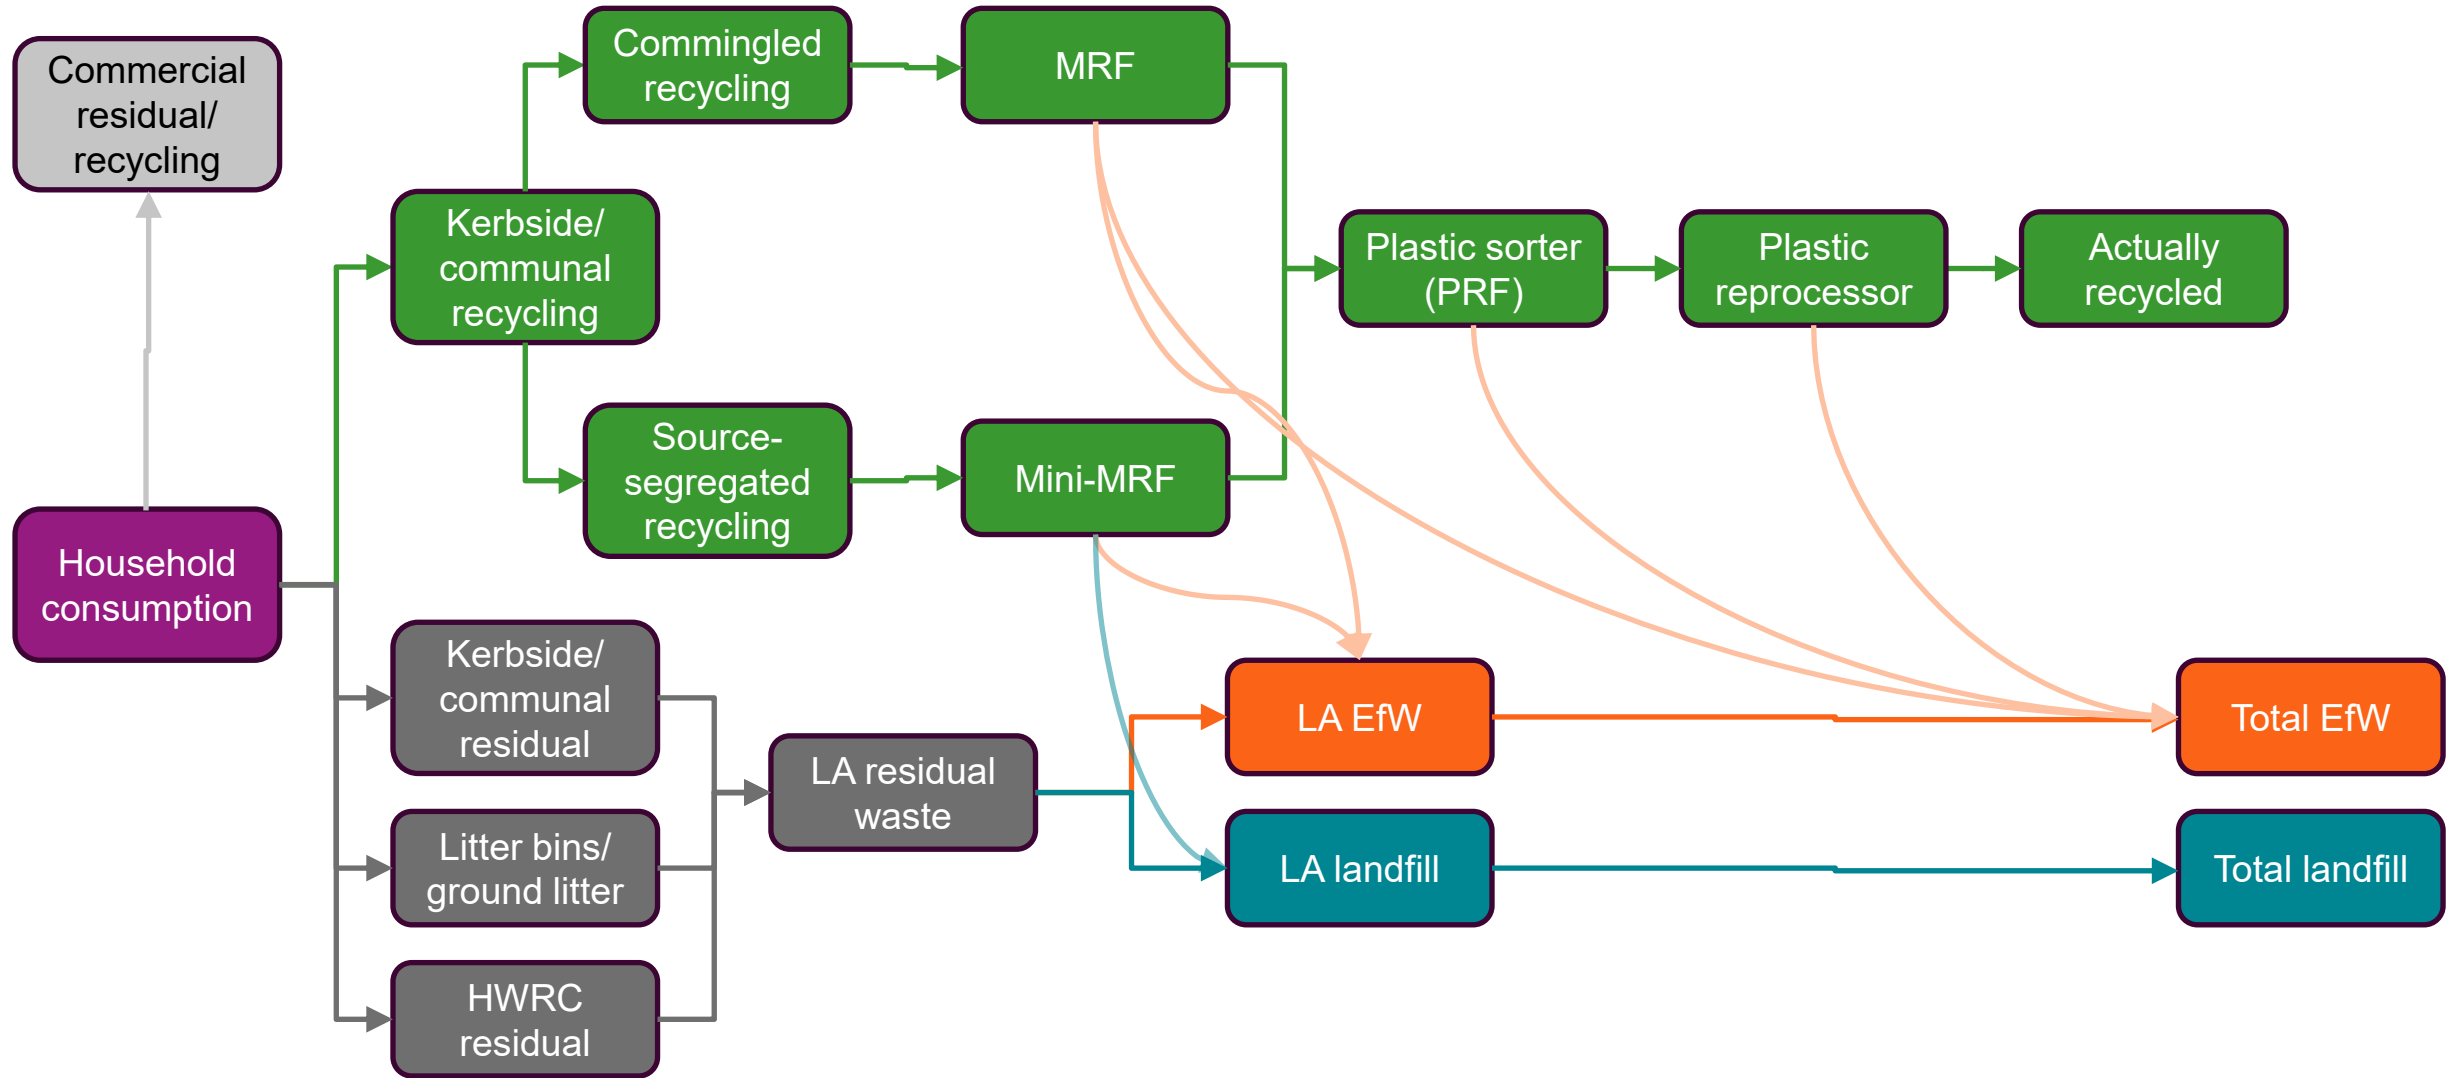 Commercial
residual/
recycling
Commingled
recycling
MRF
Kerbside/
communal
recycling
Plastic sorter
(PRF)
Plastic
reprocessor
Actually
recycled
Source-
segregated
recycling
Mini-MRF
Household
consumption
Kerbside/
communal
residual
LA residual
waste
LA EfW
Total EfW
Litter bins/
ground litter
LA landfill
Total landfill
HWRC
residual